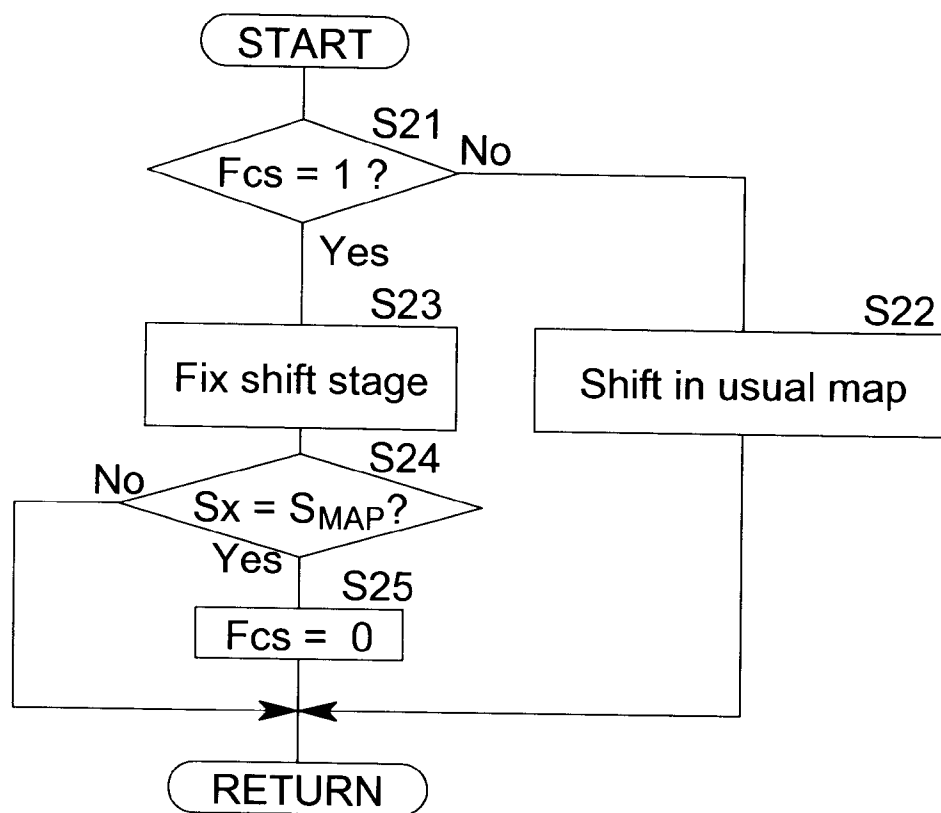 START
S21
Fcs = 1 ?
No
Yes
S23
Fix shift stage
S22
Shift in usual map
S24
No
Sx = SMAP?
Yes
S25
Fcs = 0
RETURN